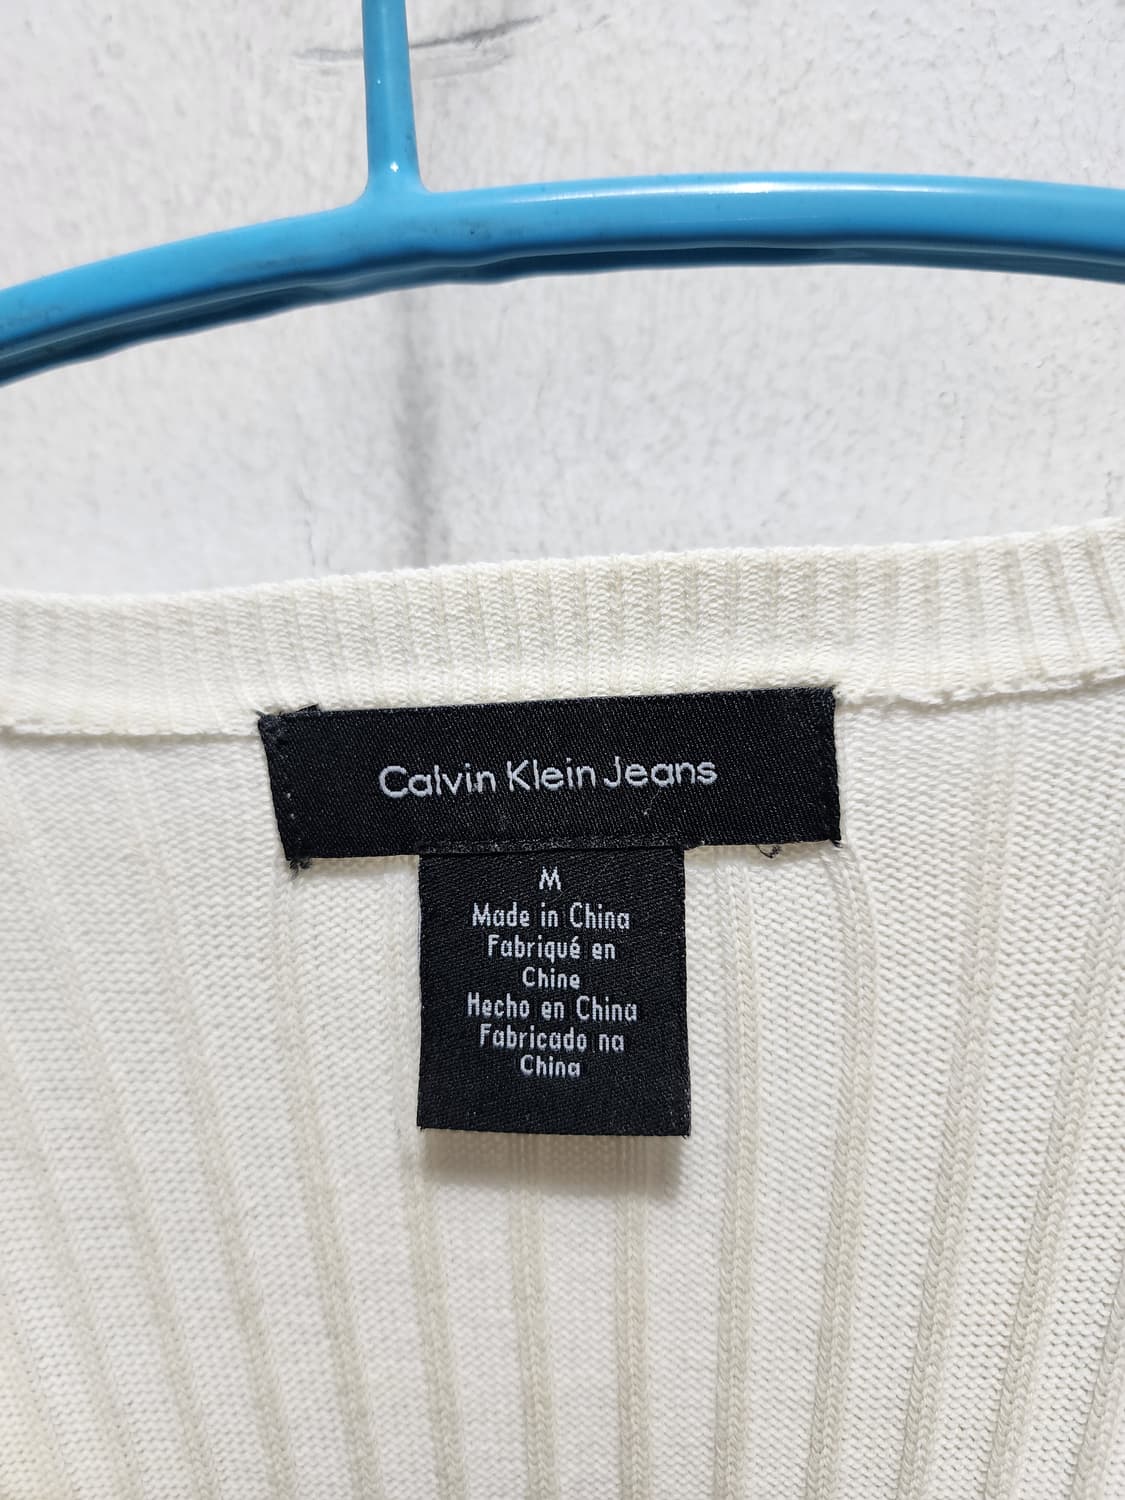 Calvin Klein Jeans
M
Made in China
Fabriqué en
Chine
Hecho en China
Fabricado na
China